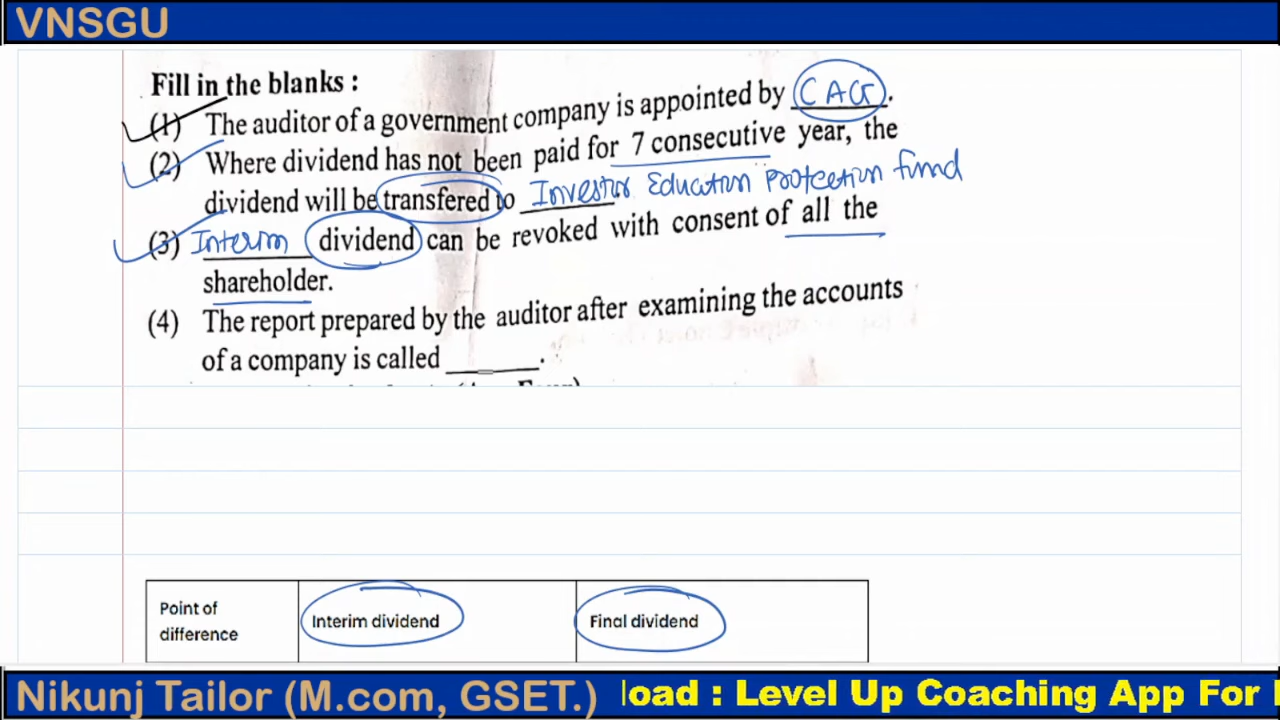 VNSGU
Fill in the blanks :
(1) The auditor of a government company is appointed by CAG.
(2) Where dividend has not been paid for 7 consecutive year, the
dividend will be transfered to Investor Education Protection fund
(3) Interim dividend can be revoked with consent of all the
shareholder.
(4) The report prepared by the auditor after examining the accounts
of a company is called ______.
Point of
difference
Interim dividend
Final dividend
Nikunj Tailor (M.com, GSET.)
load : Level Up Coaching App For